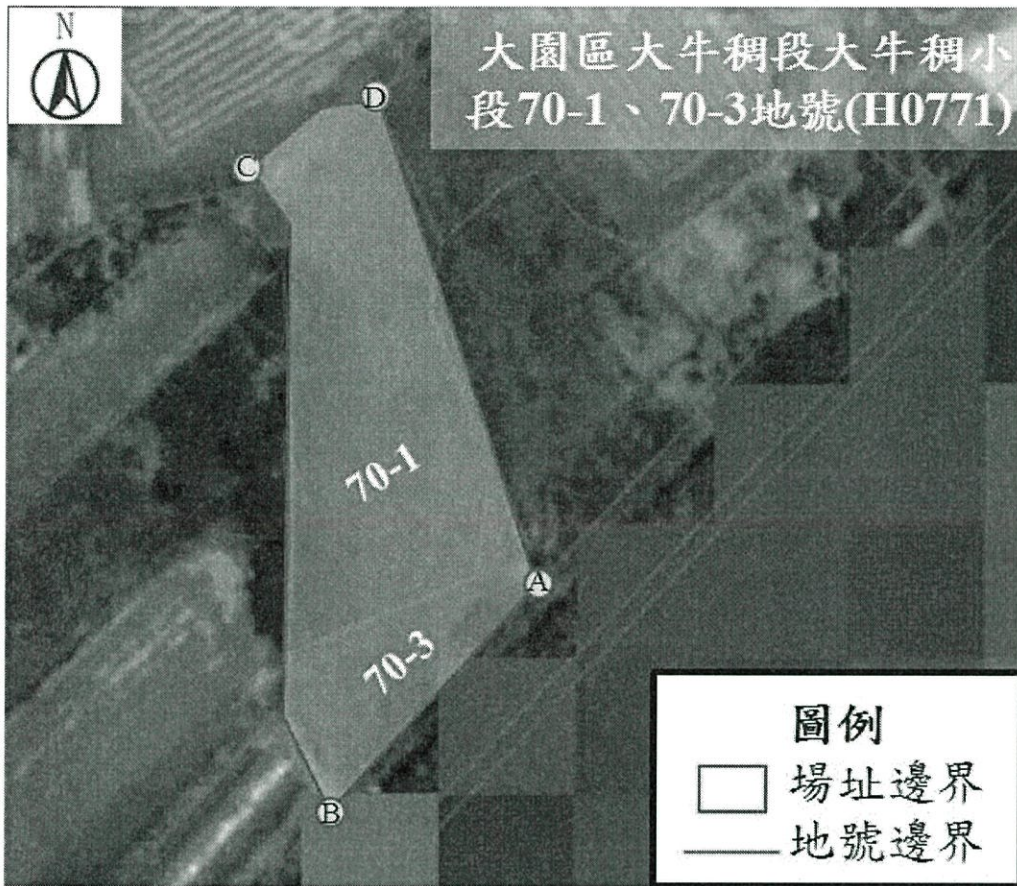 N
大園區大牛稠段大牛稠小
段70-1、70-3地號(H0771)
D
C
70-1
A
70-3
B
圖例
場址邊界
地號邊界